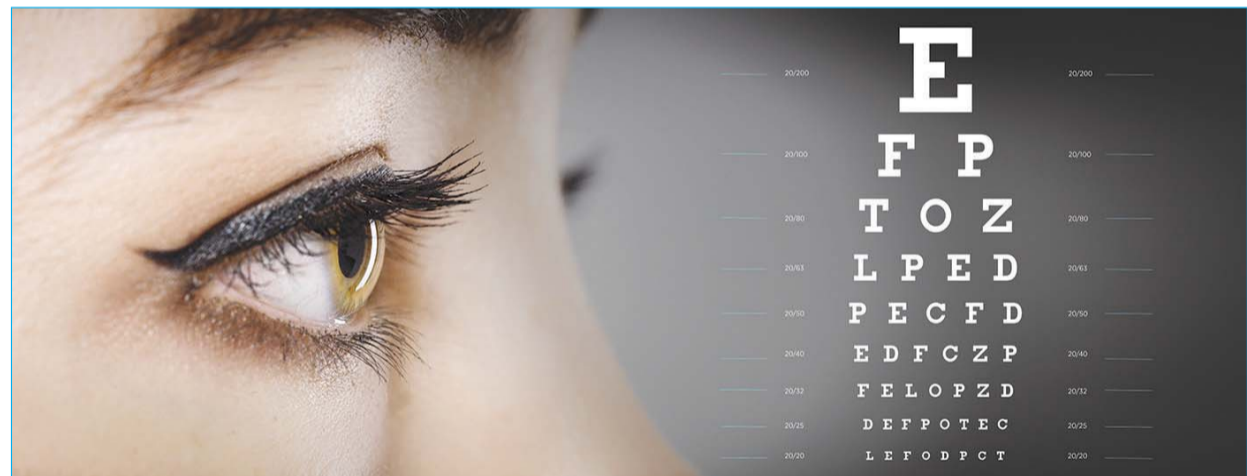 20/200 E 20/200
20/100 F P 20/100
20/80 T O Z 20/80
20/63 L P E D 20/63
20/50 P E C F D 20/50
20/40 E D F C Z P 20/40
20/32 F E L O P Z D 20/32
20/25 D E F P O T E C 20/25
20/20 L E F O D P C T 20/20